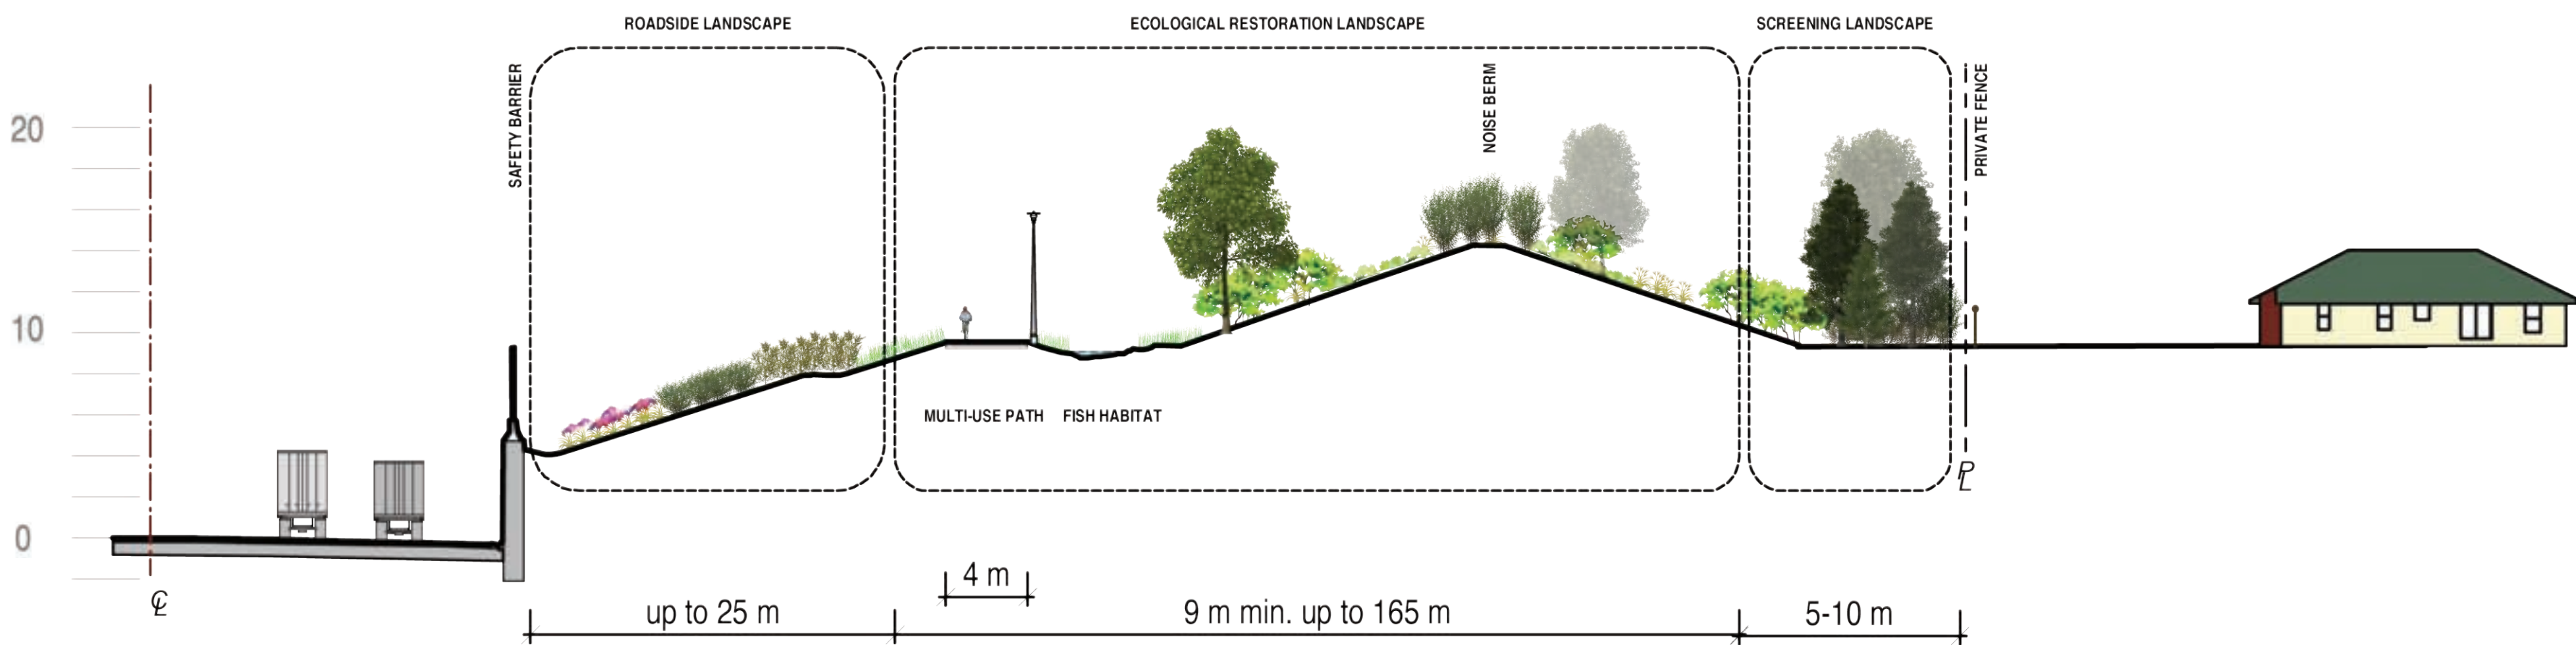 ROADSIDE LANDSCAPE
ECOLOGICAL RESTORATION LANDSCAPE
SCREENING LANDSCAPE
SAFETY BARRIER
NOISE BERM
PRIVATE FENCE
20
10
0
MULTI-USE PATH
FISH HABITAT
PL
CL
4 m
up to 25 m
9 m min. up to 165 m
5-10 m